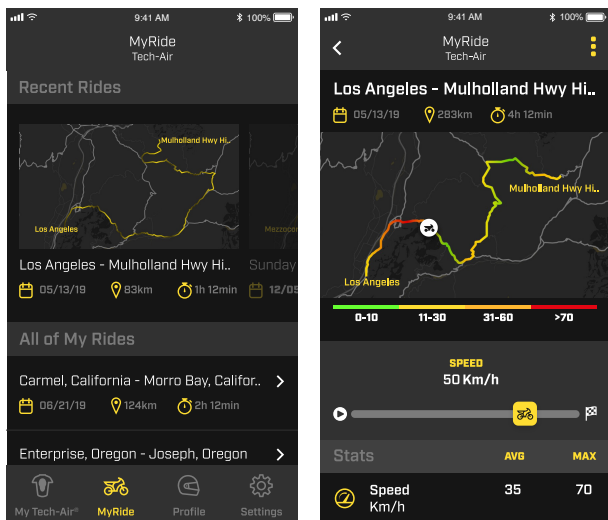 9:41 AM
100%
MyRide
Tech-Air
Recent Rides
Mulholland Hwy Hi..
Los Angeles
Los Angeles - Mulholland Hwy Hi..
05/13/19
83km
1h 12min
Sunday
12/05
All of My Rides
Carmel, California - Morro Bay, Califor..
06/21/19
124km
2h 12min
Enterprise, Oregon - Joseph, Oregon
My Tech-Air®
MyRide
Profile
Settings
9:41 AM
100%
MyRide
Tech-Air
Los Angeles - Mulholland Hwy Hi..
05/13/19
283km
4h 12min
Mulholland Hwy Hi..
Los Angeles
0-10
11-30
31-60
>70
SPEED
50 Km/h
Stats
AVG
MAX
Speed
35
70
Km/h